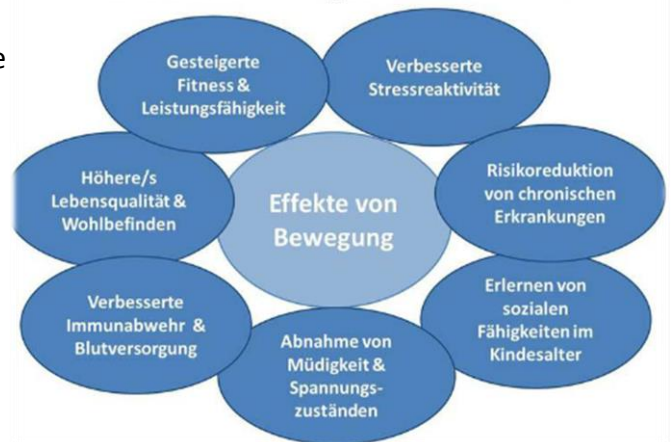 e
Gesteigerte
Fitness &
Leistungsfähigkeit
Verbesserte
Stressreaktivität
Höhere/s
Lebensqualität &
Wohlbefinden
Effekte von
Bewegung
Risikoreduktion
von chronischen
Erkrankungen
Verbesserte
Immunabwehr &
Blutversorgung
Abnahme von
Müdigkeit &
Spannungs-
zuständen
Erlernen von
sozialen
Fähigkeiten im
Kindesalter